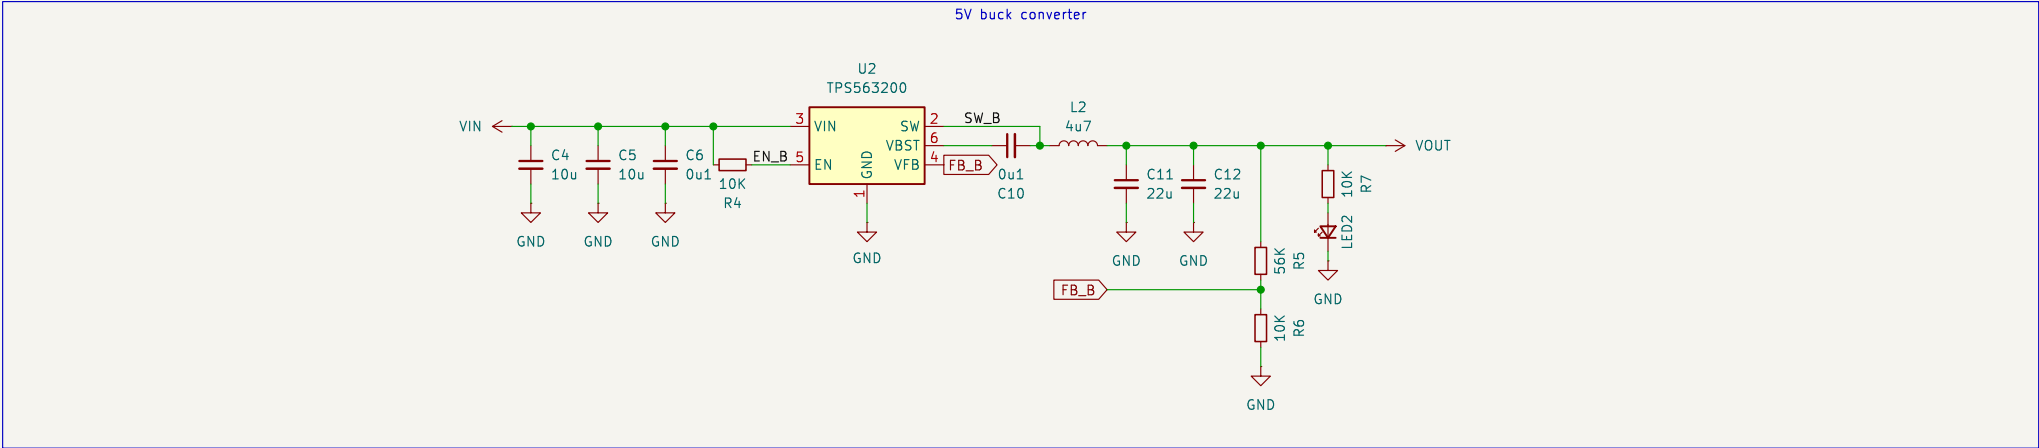 5V buck converter
U2
TPS563200
VIN
C4
10u
GND
C5
10u
GND
C6
0u1
GND
10K
R4
EN_B
3
VIN
5
EN
GND
1
GND
SW
2
VBST
6
VFB
4
SW_B
FB_B
0u1
C10
L2
4u7
C11
22u
GND
C12
22u
GND
FB_B
56K
R5
10K
R6
GND
10K
R7
LED2
GND
VOUT